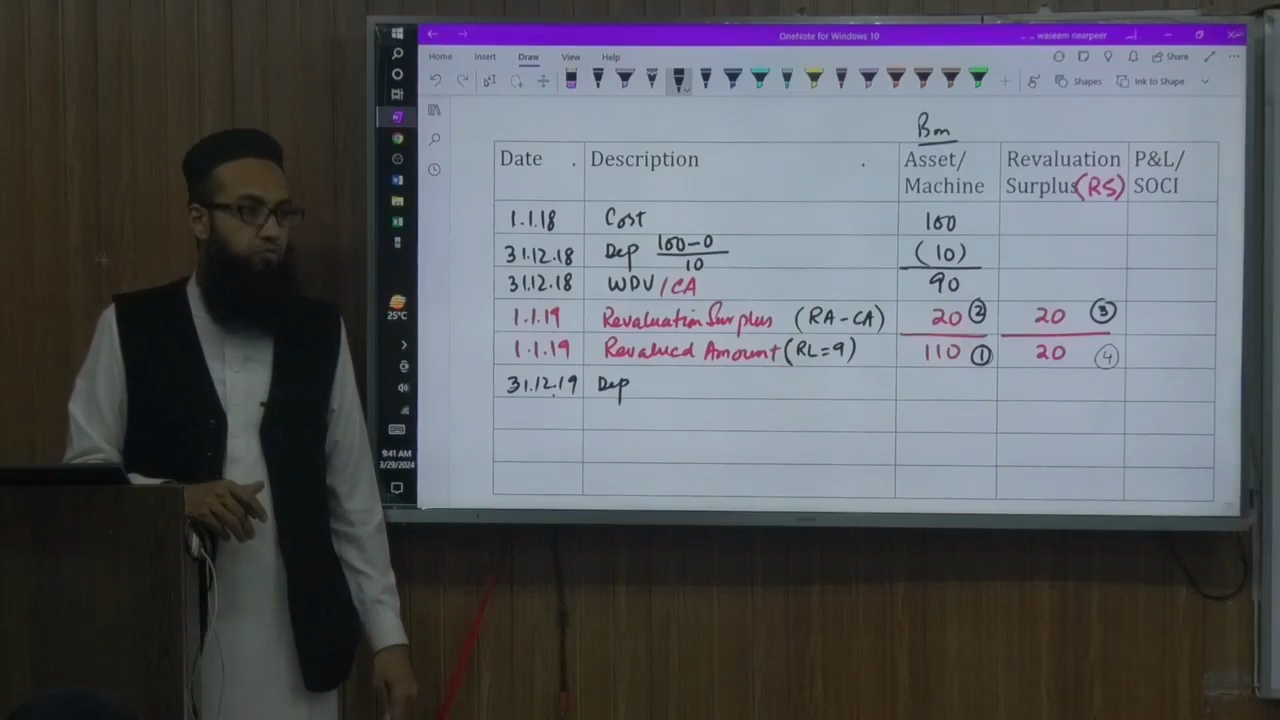 OneNote for Windows 10
waseem nearpeer
Home Insert Draw View Help
Share
Shapes Ink to Shape
Bm
Date . Description . Asset/ Machine Revaluation Surplus (RS) P&L/ SOCI
1.1.18 Cost 100
31.12.18 Dep 100-0/10 (10)
31.12.18 WDV/CA 90
1.1.19 Revaluation Surplus (RA-CA) 20 ② 20 ③
1.1.19 Revalued Amount (RL=9) 110 ① 20 ④
31.12.19 Dep
25°C
9:41 AM
3/29/2024